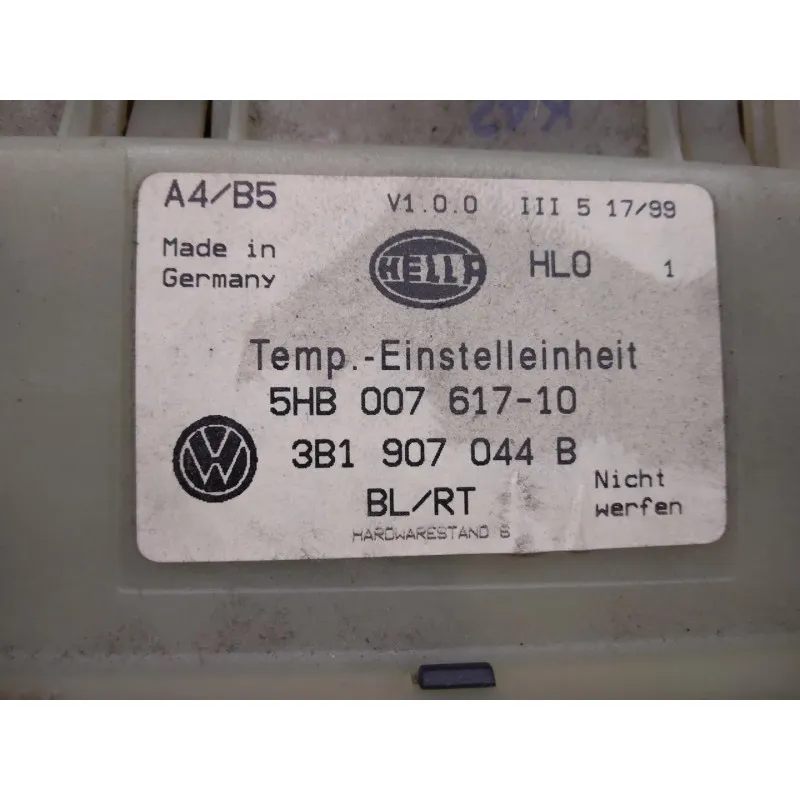 A4/B5 V1.0.0 III 5 17/99
Made in
Germany
HELLA
HLO 1
Temp.-Einstelleinheit
5HB 007 617-10
VW
3B1 907 044 B
BL/RT
Nicht
werfen
HARDWARESTAND